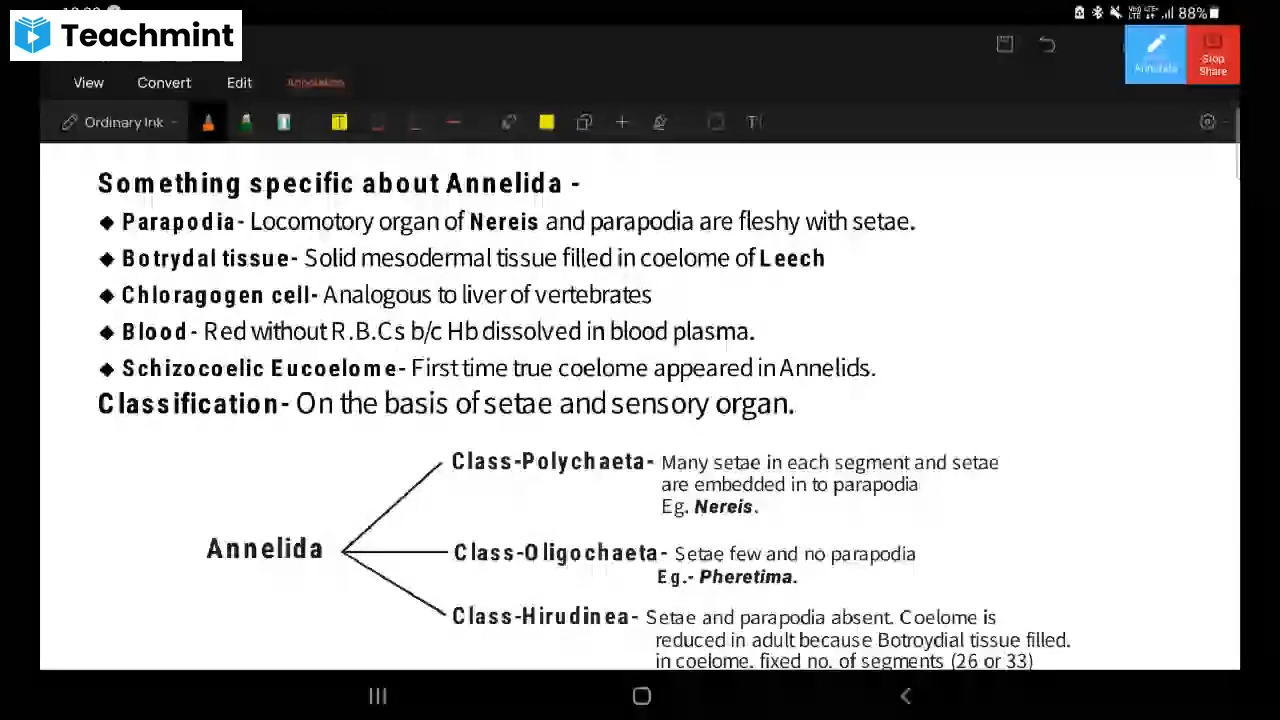 Teachmint
88%
View Convert Edit Annotation
Annotate
Stop Share
Ordinary Ink
Something specific about Annelida -
◆ Parapodia- Locomotory organ of Nereis and parapodia are fleshy with setae.
◆ Botrydal tissue- Solid mesodermal tissue filled in coelome of Leech
◆ Chloragogen cell- Analogous to liver of vertebrates
◆ Blood- Red without R.B.Cs b/c Hb dissolved in blood plasma.
◆ Schizocoelic Eucoelome- First time true coelome appeared in Annelids.
Classification- On the basis of setae and sensory organ.
Class-Polychaeta- Many setae in each segment and setae
are embedded in to parapodia
Eg. Nereis.
Annelida
Class-Oligochaeta- Setae few and no parapodia
Eg.- Pheretima.
Class-Hirudinea- Setae and parapodia absent. Coelome is
reduced in adult because Botroydial tissue filled.
in coelome. fixed no. of segments (26 or 33)